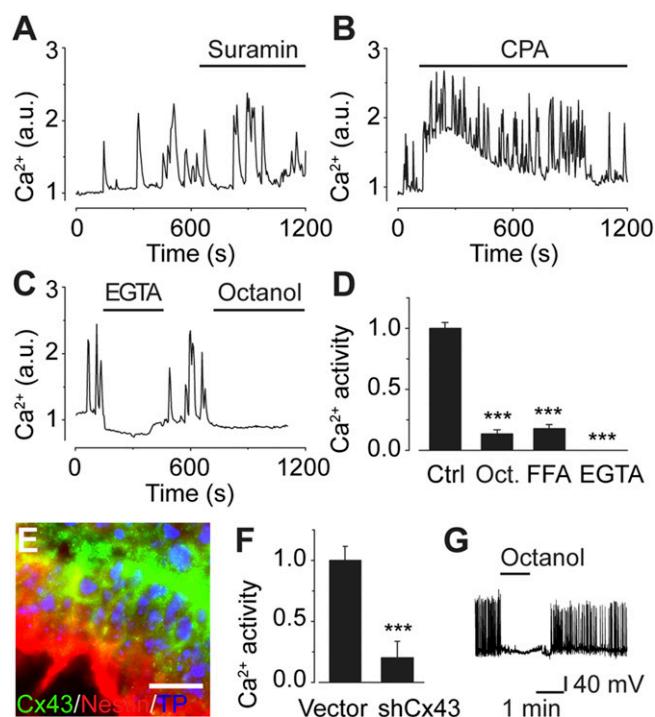 A
Suramin
3
2
1
Ca²⁺ (a.u.)
0
600
1200
Time (s)
B
CPA
3
2
1
Ca²⁺ (a.u.)
0
600
1200
Time (s)
C
EGTA
Octanol
3
2
1
Ca²⁺ (a.u.)
0
600
1200
Time (s)
D
Ca²⁺ activity
1.0
0.5
0.0
***
***
***
Ctrl Oct. FFA EGTA
E
Cx43/Nestin/TP
F
Ca²⁺ activity
1.0
0.5
0.0
***
Vector shCx43
G
Octanol
40 mV
1 min